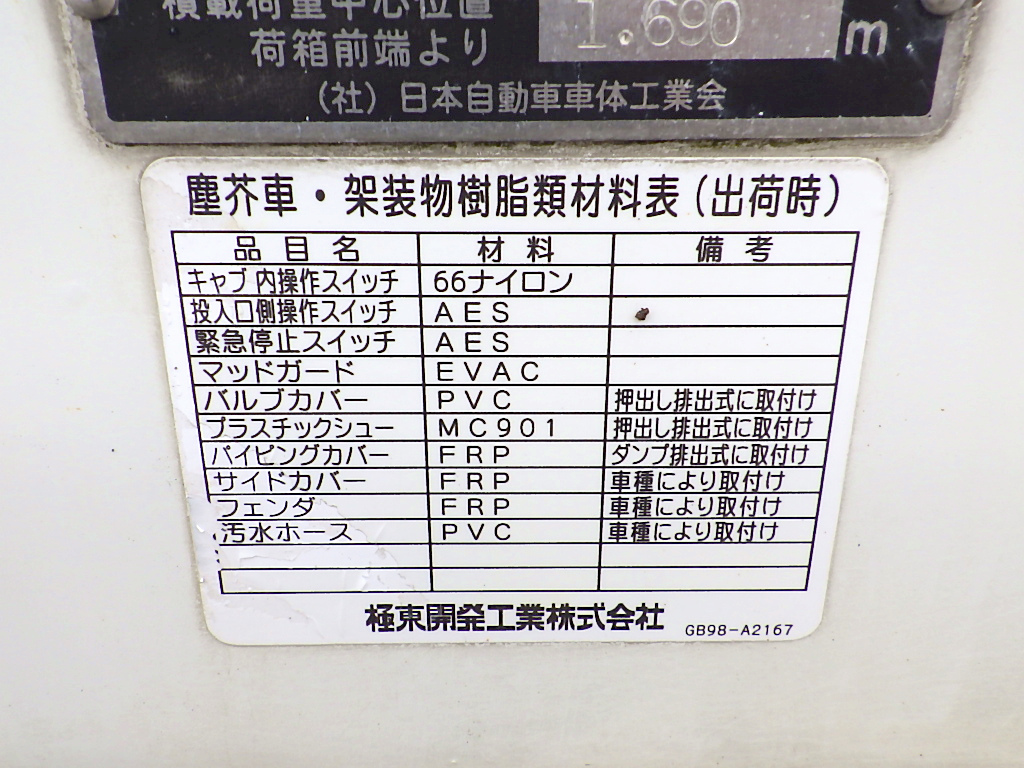 積載荷重中心位置
荷箱前端より 1.690 m
(社)日本自動車車体工業会
塵芥車・架装物樹脂類材料表(出荷時)
品目名 材料 備考
キャブ内操作スイッチ 66ナイロン
投入口側操作スイッチ AES
緊急停止スイッチ AES
マッドガード EVAC
バルブカバー PVC 押出し排出式に取付け
プラスチックシュー MC901 押出し排出式に取付け
パイピングカバー FRP ダンプ排出式に取付け
サイドカバー FRP 車種により取付け
フェンダ FRP 車種により取付け
汚水ホース PVC 車種により取付け
極東開発工業株式会社 GB98-A2167